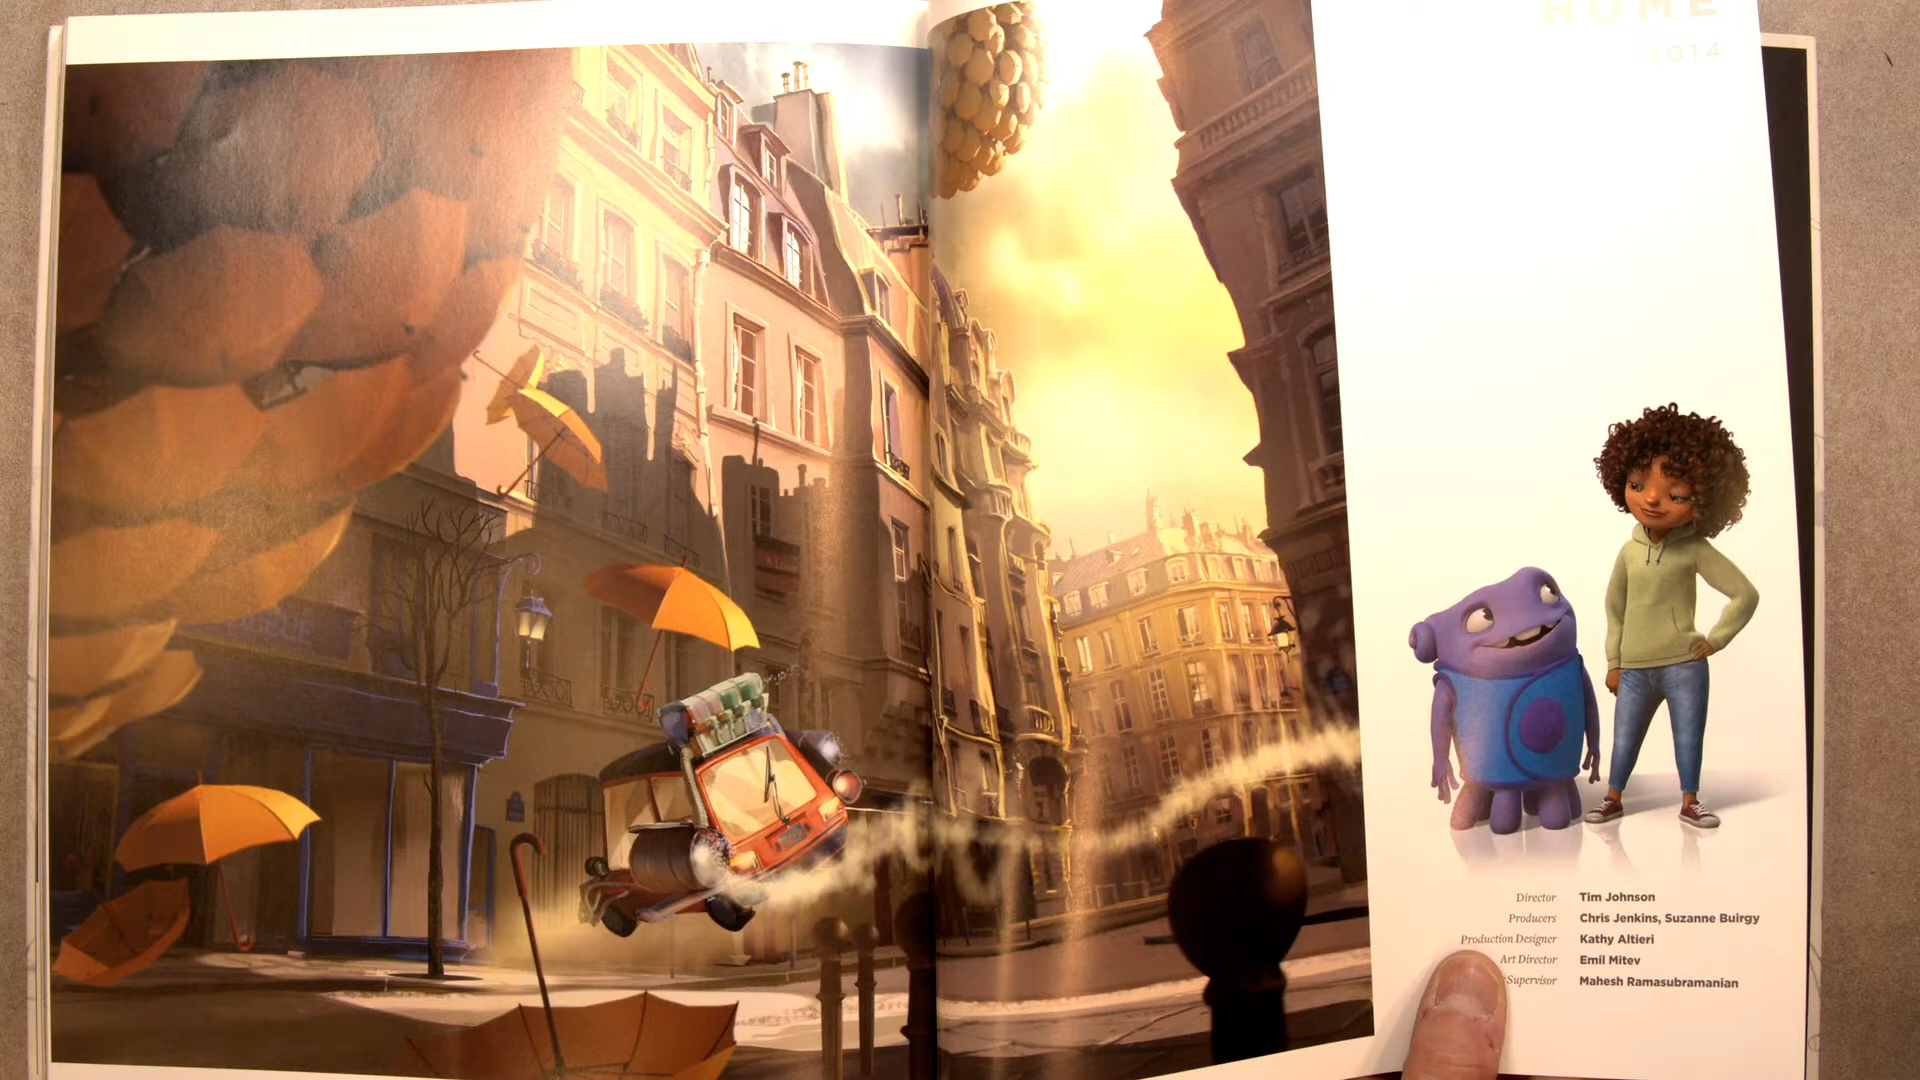 HOME
2014
Director Tim Johnson
Producers Chris Jenkins, Suzanne Buirgy
Production Designer Kathy Altieri
Art Director Emil Mitev
Supervisor Mahesh Ramasubramanian